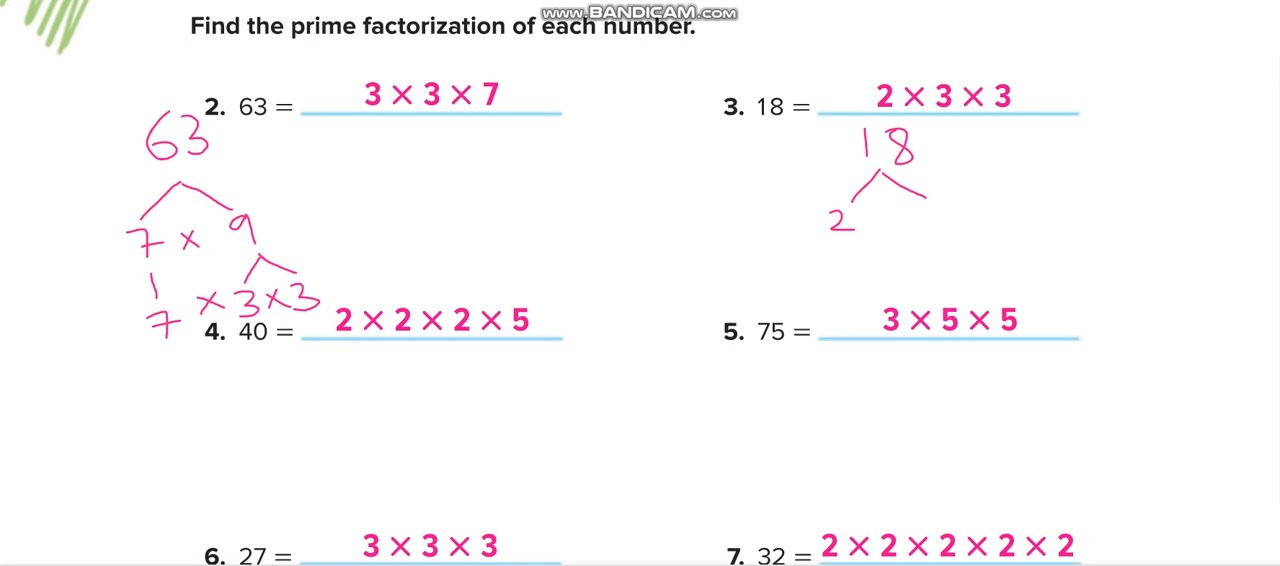 www.BANDICAM.com
Find the prime factorization of each number.
2. 63 = 3 × 3 × 7
63
7 × 9
7 × 3 × 3
3. 18 = 2 × 3 × 3
18
2
4. 40 = 2 × 2 × 2 × 5
5. 75 = 3 × 5 × 5
6. 27 = 3 × 3 × 3
7. 32 = 2 × 2 × 2 × 2 × 2